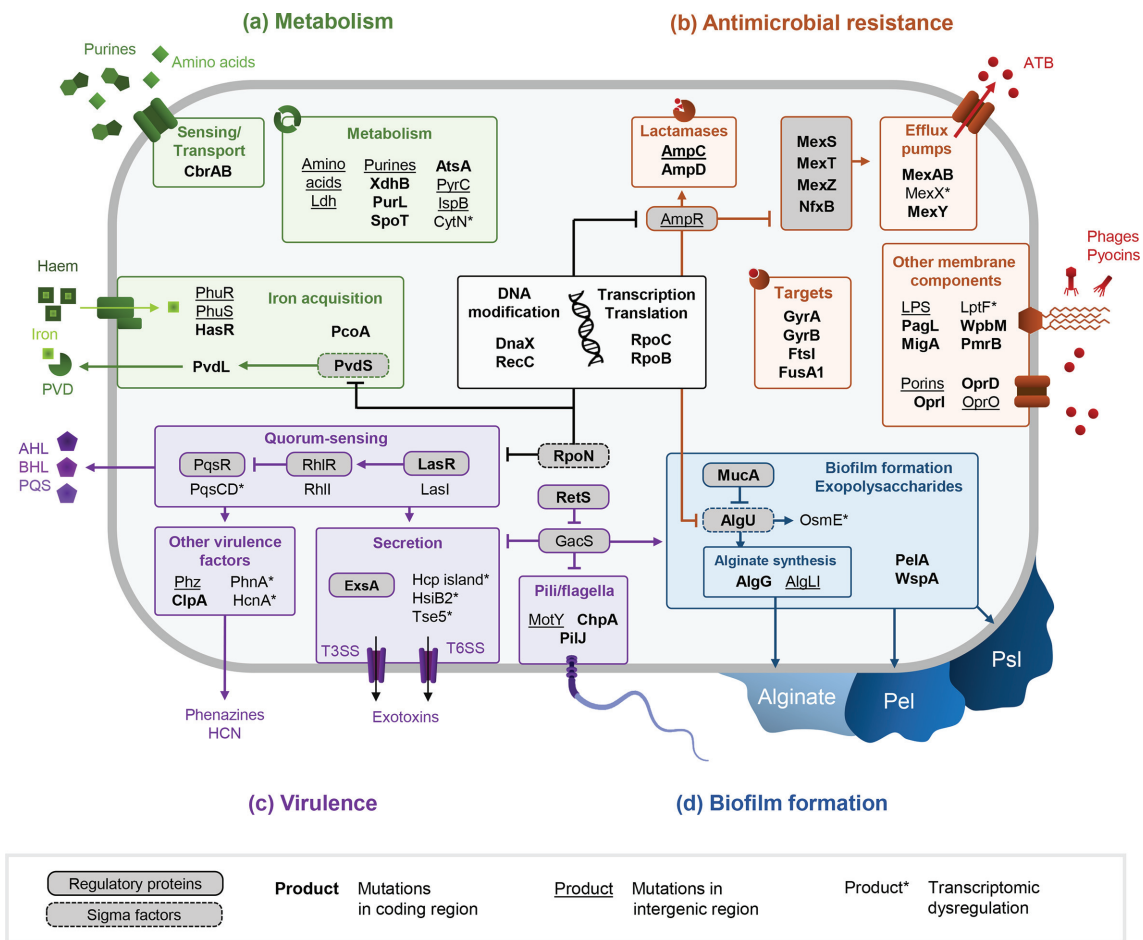 (a) Metabolism
(b) Antimicrobial resistance
Purines
Amino acids
ATB
Sensing/
Transport
CbrAB
Metabolism
Amino
acids
Ldh
Purines
XdhB
PurL
SpoT
AtsA
PyrC
IspB
CytN*
Lactamases
AmpC
AmpD
AmpR
MexS
MexT
MexZ
NfxB
Efflux
pumps
MexAB
MexX*
MexY
Haem
Iron
PVD
PhuR
PhuS
HasR
Iron acquisition
PcoA
PvdL
PvdS
DNA
modification
DnaX
RecC
Transcription
Translation
RpoC
RpoB
Targets
GyrA
GyrB
FtsI
FusA1
Other membrane
components
LPS
PagL
MigA
LptF*
WpbM
PmrB
Porins
OprI
OprD
OprO
Phages
Pyocins
AHL
BHL
PQS
Quorum-sensing
PqsR
RhlR
LasR
PqsCD*
RhlI
LasI
RpoN
RetS
GacS
Other virulence
factors
Phz
ClpA
PhnA*
HcnA*
Secretion
ExsA
Hcp island*
HsiB2*
Tse5*
T3SS
T6SS
Pili/flagella
MotY
ChpA
PilJ
MucA
Biofilm formation
Exopolysaccharides
AlgU
OsmE*
Alginate synthesis
AlgG
AlgLI
PelA
WspA
Phenazines
HCN
Exotoxins
Alginate
Pel
Psl
(c) Virulence
(d) Biofilm formation
Regulatory proteins
Sigma factors
Product
Mutations
in coding region
Product
Mutations in
intergenic region
Product*
Transcriptomic
dysregulation